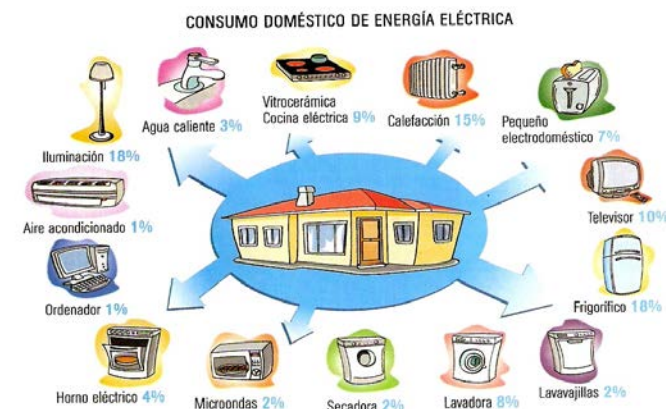 CONSUMO DOMÉSTICO DE ENERGÍA ELÉCTRICA
Iluminación 18%
Agua caliente 3%
Vitrocerámica
Cocina eléctrica 9%
Calefacción 15%
Pequeño
electrodoméstico 7%
Aire acondicionado 1%
Televisor 10%
Ordenador 1%
Frigorífico 18%
Horno eléctrico 4%
Microondas 2%
Secadora 2%
Lavadora 8%
Lavavajillas 2%